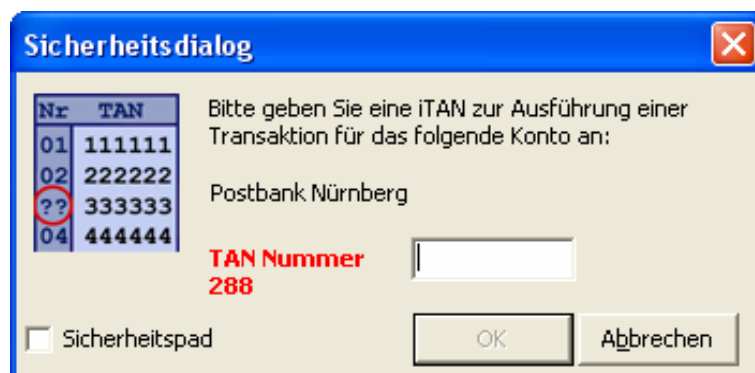 Sicherheitsdialog
Nr TAN
01 111111
02 222222
?? 333333
04 444444
Bitte geben Sie eine iTAN zur Ausführung einer
Transaktion für das folgende Konto an:
Postbank Nürnberg
TAN Nummer
288
Sicherheitspad
OK
Abbrechen